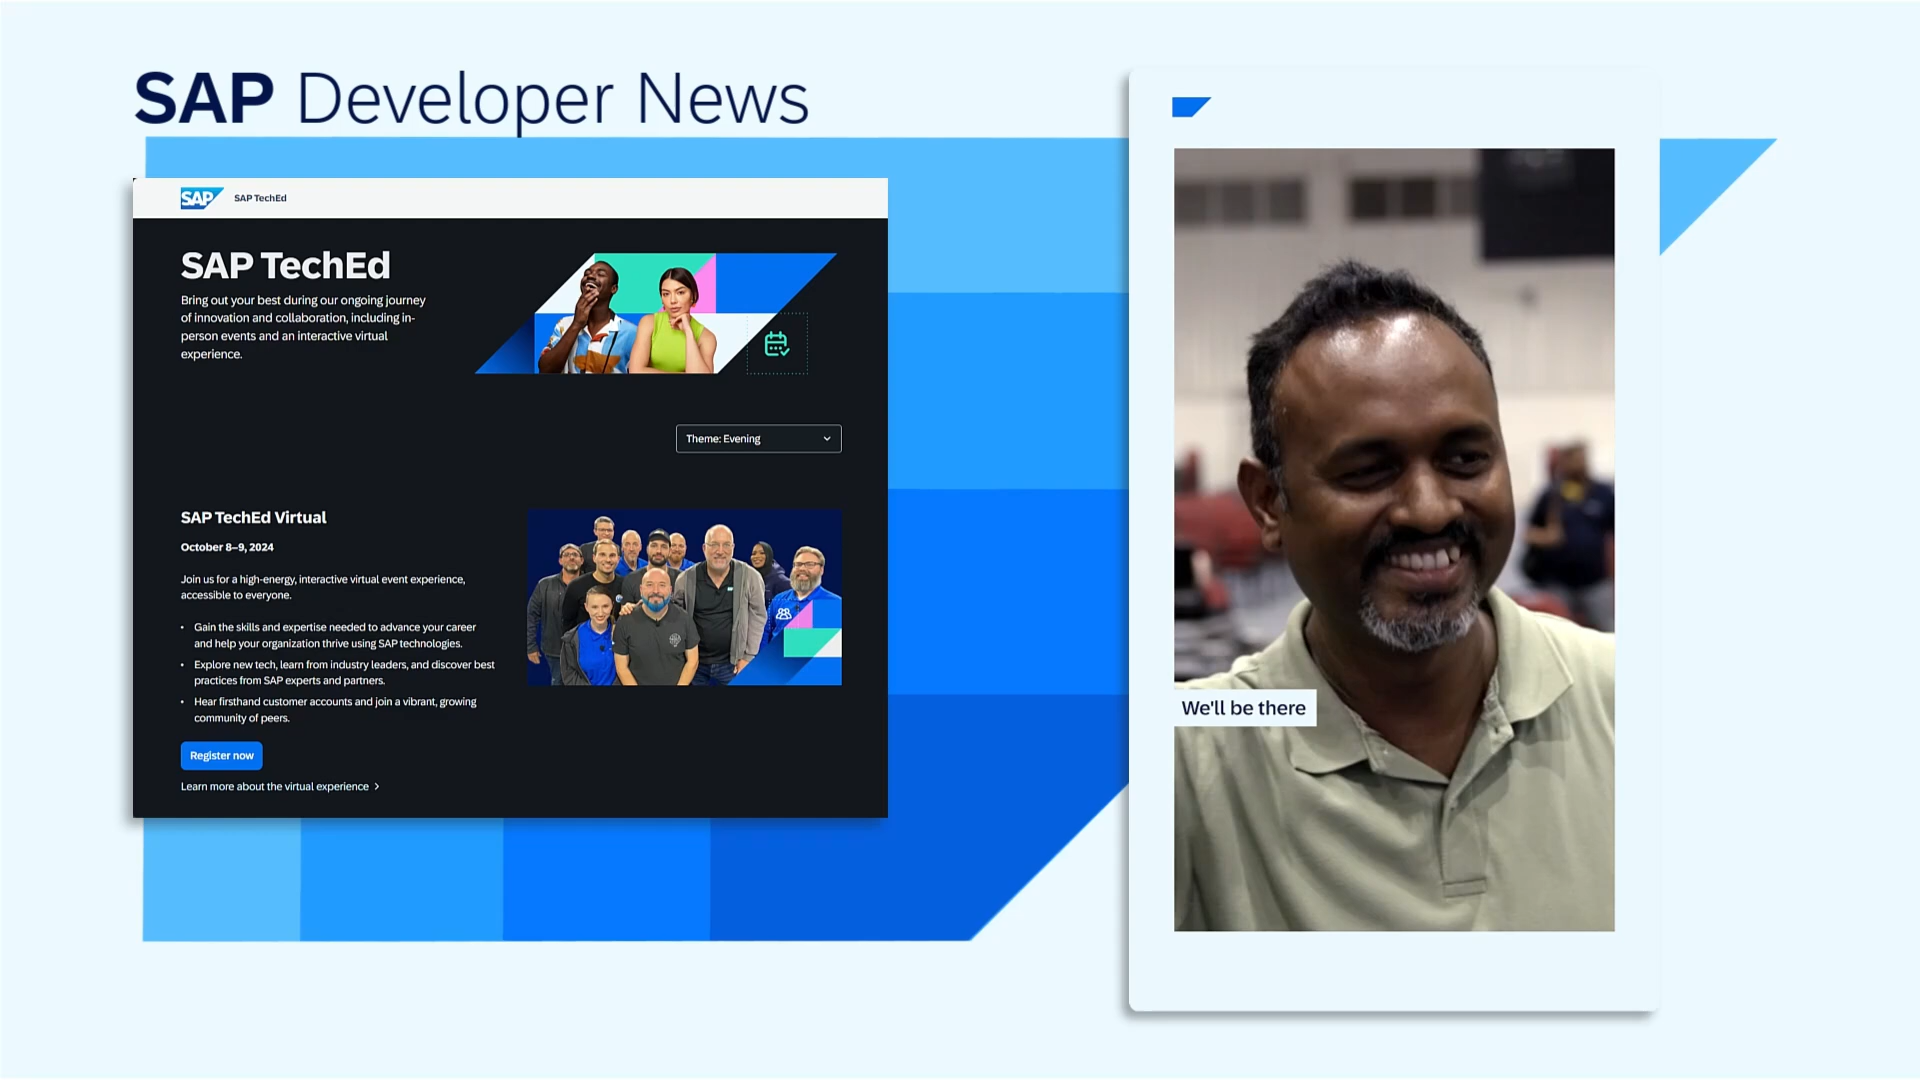 SAP Developer News
SAP SAP TechEd
SAP TechEd
Bring out your best during our ongoing journey
of innovation and collaboration, including in-
person events and an interactive virtual
experience.
Theme: Evening
SAP TechEd Virtual
October 8–9, 2024
Join us for a high-energy, interactive virtual event experience,
accessible to everyone.
• Gain the skills and expertise needed to advance your career
and help your organization thrive using SAP technologies.
• Explore new tech, learn from industry leaders, and discover best
practices from SAP experts and partners.
• Hear firsthand customer accounts and join a vibrant, growing
community of peers.
Register now
Learn more about the virtual experience
We'll be there